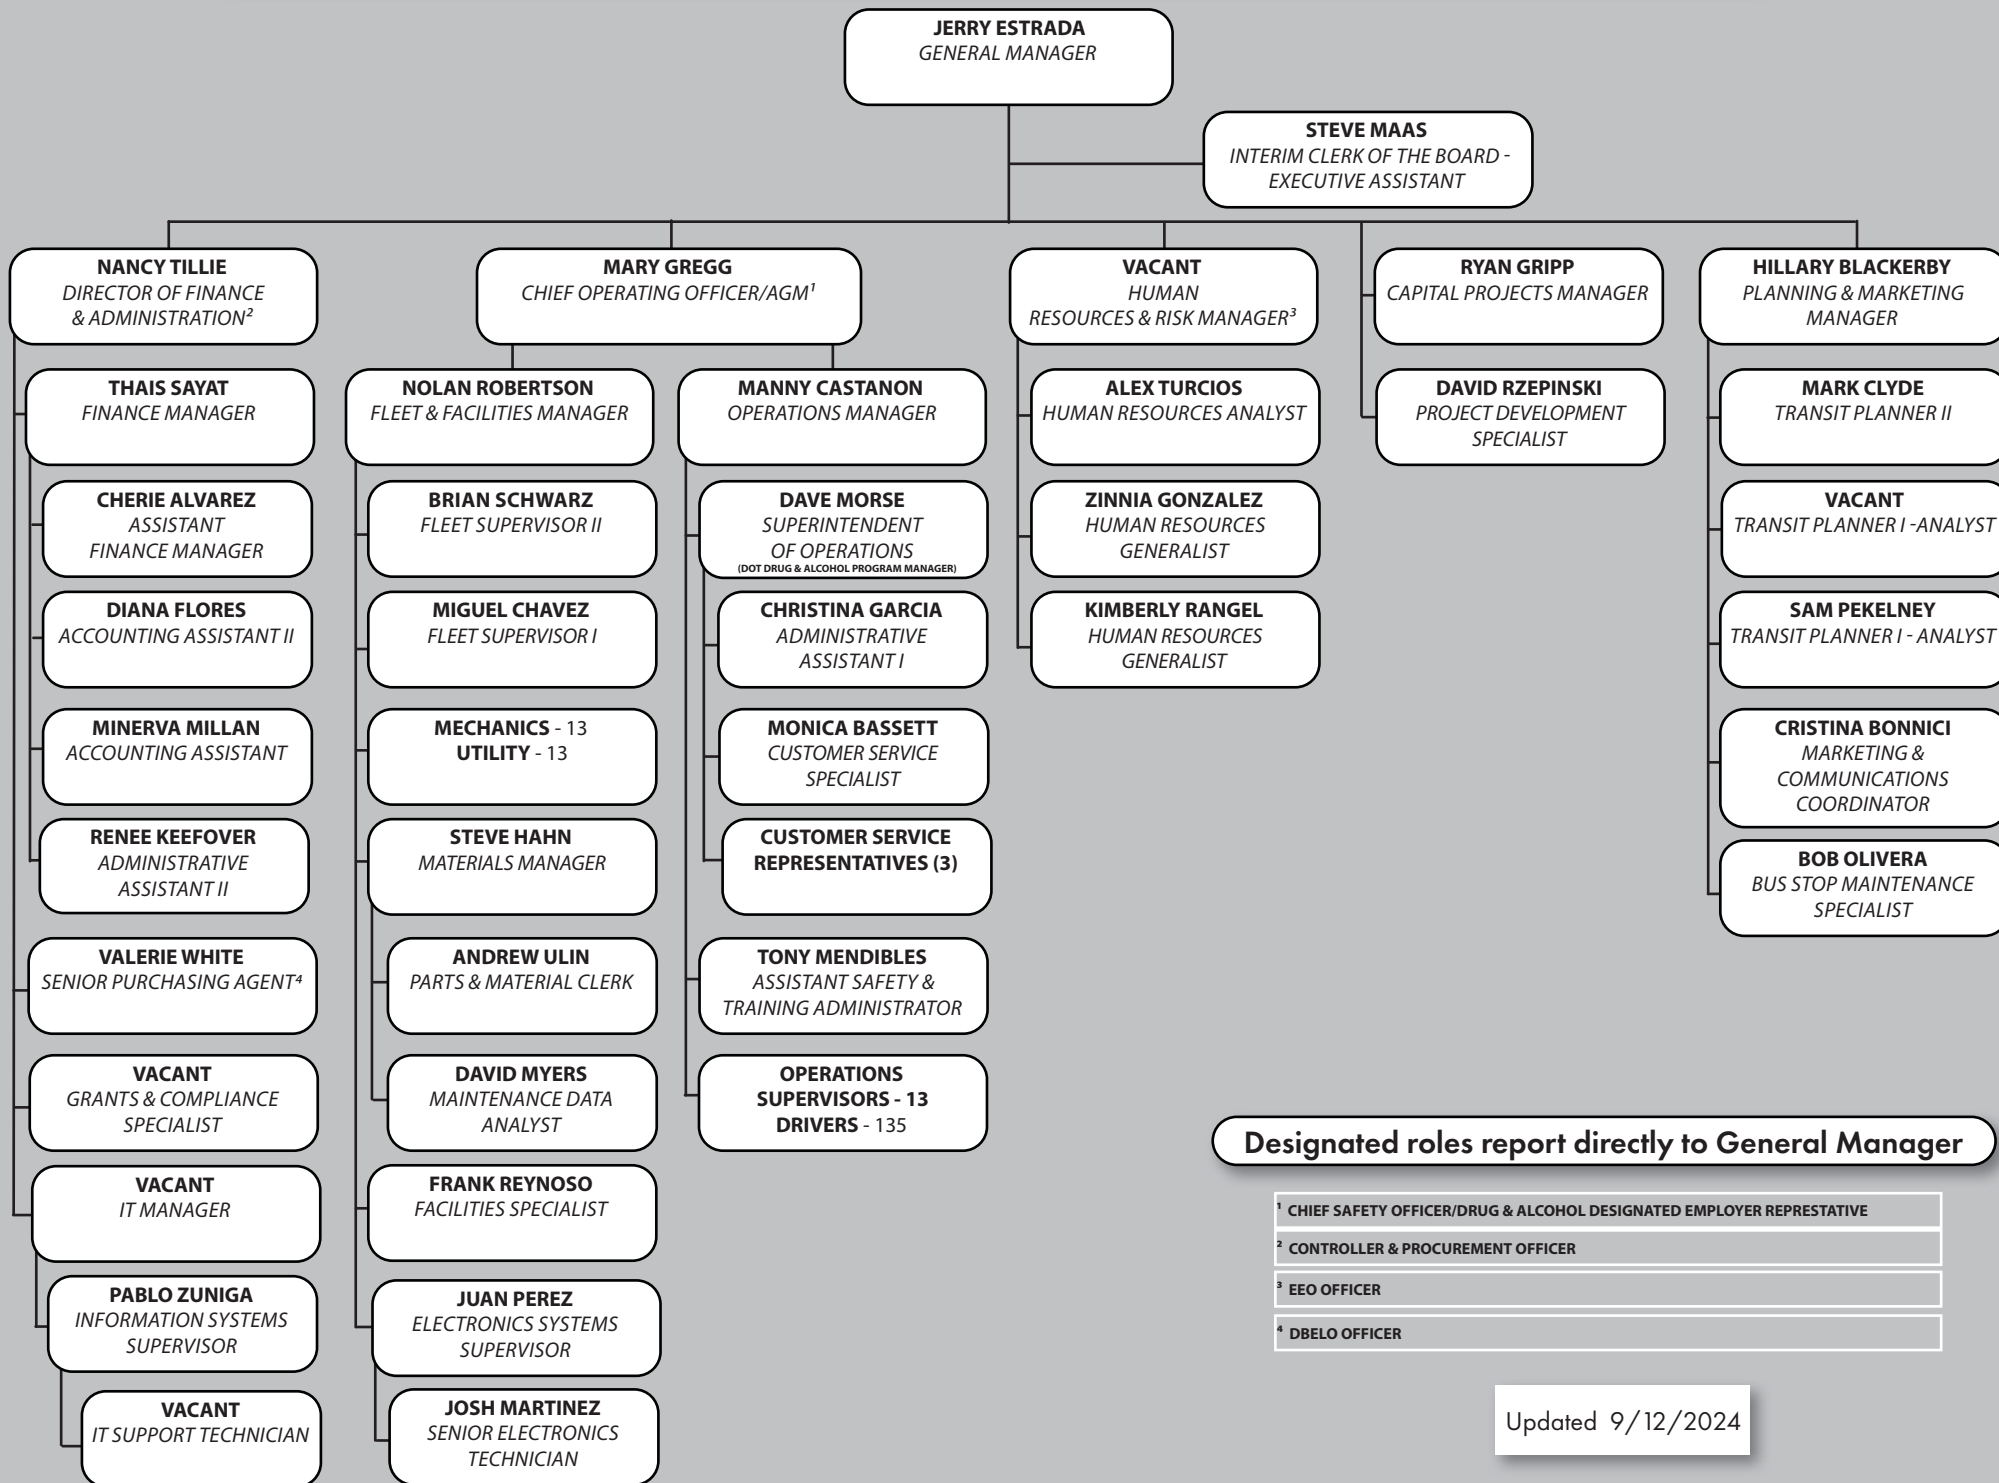 JERRY ESTRADA
GENERAL MANAGER
STEVE MAAS
INTERIM CLERK OF THE BOARD -
EXECUTIVE ASSISTANT
NANCY TILLIE
DIRECTOR OF FINANCE
& ADMINISTRATION²
MARY GREGG
CHIEF OPERATING OFFICER/AGM¹
VACANT
HUMAN
RESOURCES & RISK MANAGER³
RYAN GRIPP
CAPITAL PROJECTS MANAGER
HILLARY BLACKERBY
PLANNING & MARKETING
MANAGER
THAIS SAYAT
FINANCE MANAGER
CHERIE ALVAREZ
ASSISTANT
FINANCE MANAGER
DIANA FLORES
ACCOUNTING ASSISTANT II
MINERVA MILLAN
ACCOUNTING ASSISTANT
RENEE KEEFOVER
ADMINISTRATIVE
ASSISTANT II
VALERIE WHITE
SENIOR PURCHASING AGENT⁴
VACANT
GRANTS & COMPLIANCE
SPECIALIST
VACANT
IT MANAGER
PABLO ZUNIGA
INFORMATION SYSTEMS
SUPERVISOR
VACANT
IT SUPPORT TECHNICIAN
NOLAN ROBERTSON
FLEET & FACILITIES MANAGER
BRIAN SCHWARZ
FLEET SUPERVISOR II
MIGUEL CHAVEZ
FLEET SUPERVISOR I
MECHANICS - 13
UTILITY - 13
STEVE HAHN
MATERIALS MANAGER
ANDREW ULIN
PARTS & MATERIAL CLERK
DAVID MYERS
MAINTENANCE DATA
ANALYST
FRANK REYNOSO
FACILITIES SPECIALIST
JUAN PEREZ
ELECTRONICS SYSTEMS
SUPERVISOR
JOSH MARTINEZ
SENIOR ELECTRONICS
TECHNICIAN
MANNY CASTANON
OPERATIONS MANAGER
DAVE MORSE
SUPERINTENDENT
OF OPERATIONS
(DOT DRUG & ALCOHOL PROGRAM MANAGER)
CHRISTINA GARCIA
ADMINISTRATIVE
ASSISTANT I
MONICA BASSETT
CUSTOMER SERVICE
SPECIALIST
CUSTOMER SERVICE
REPRESENTATIVES (3)
TONY MENDIBLES
ASSISTANT SAFETY &
TRAINING ADMINISTRATOR
OPERATIONS
SUPERVISORS - 13
DRIVERS - 135
ALEX TURCIOS
HUMAN RESOURCES ANALYST
ZINNIA GONZALEZ
HUMAN RESOURCES
GENERALIST
KIMBERLY RANGEL
HUMAN RESOURCES
GENERALIST
DAVID RZEPINSKI
PROJECT DEVELOPMENT
SPECIALIST
MARK CLYDE
TRANSIT PLANNER II
VACANT
TRANSIT PLANNER I -ANALYST
SAM PEKELNEY
TRANSIT PLANNER I - ANALYST
CRISTINA BONNICI
MARKETING &
COMMUNICATIONS
COORDINATOR
BOB OLIVERA
BUS STOP MAINTENANCE
SPECIALIST
Designated roles report directly to General Manager
¹ CHIEF SAFETY OFFICER/DRUG & ALCOHOL DESIGNATED EMPLOYER REPRESTATIVE
² CONTROLLER & PROCUREMENT OFFICER
³ EEO OFFICER
⁴ DBELO OFFICER
Updated 9/12/2024